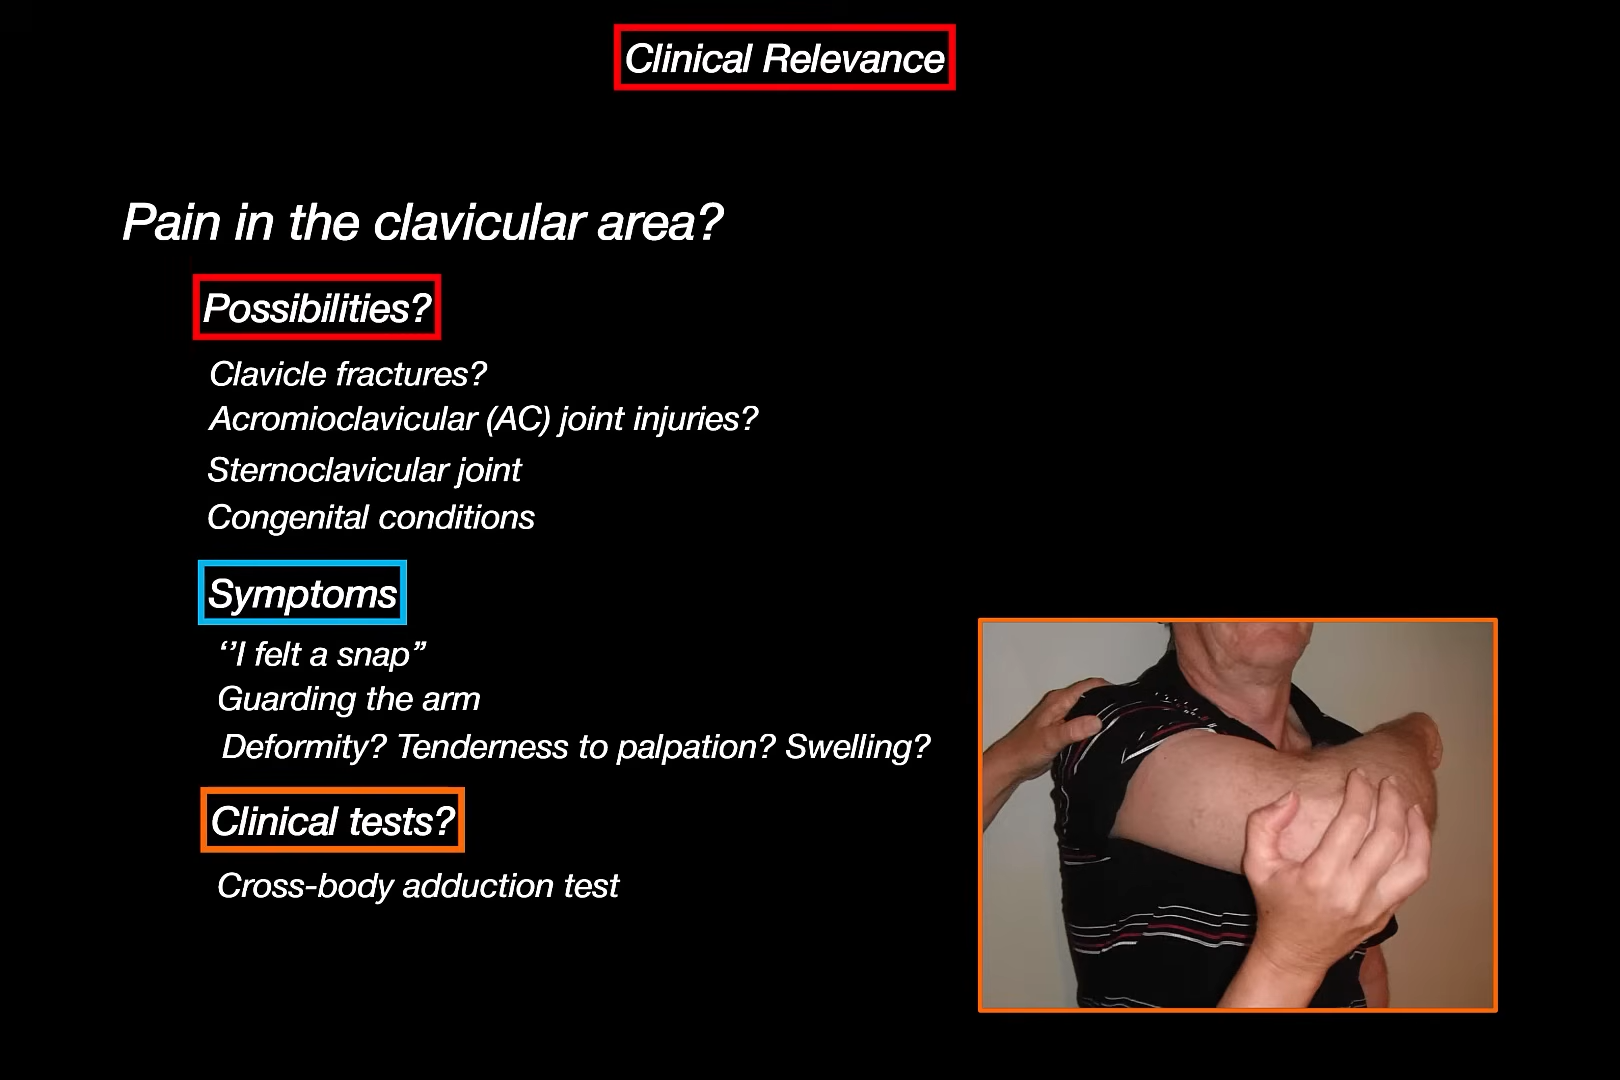 Clinical Relevance
Pain in the clavicular area?
Possibilities?
Clavicle fractures?
Acromioclavicular (AC) joint injuries?
Sternoclavicular joint
Congenital conditions
Symptoms
‘’I felt a snap”
Guarding the arm
Deformity? Tenderness to palpation? Swelling?
Clinical tests?
Cross-body adduction test